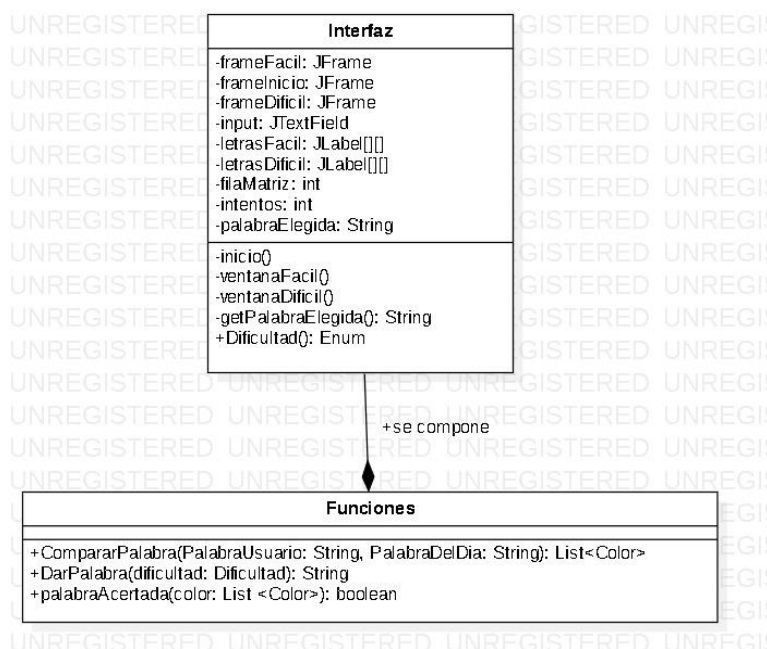 Interfaz
-frameFacil: JFrame
-frameInicio: JFrame
-frameDificil: JFrame
-input: JTextField
-letrasFacil: JLabel[][]
-letrasDificil: JLabel[][]
-filaMatriz: int
-intentos: int
-palabraElegida: String
-inicio()
-ventanaFacil()
-ventanaDificil()
-getPalabraElegida(): String
+Dificultad(): Enum
+se compone
Funciones
+CompararPalabra(PalabraUsuario: String, PalabraDelDia: String): List<Color>
+DarPalabra(dificultad: Dificultad): String
+palabraAcertada(color: List <Color>): boolean
UNREGISTERED